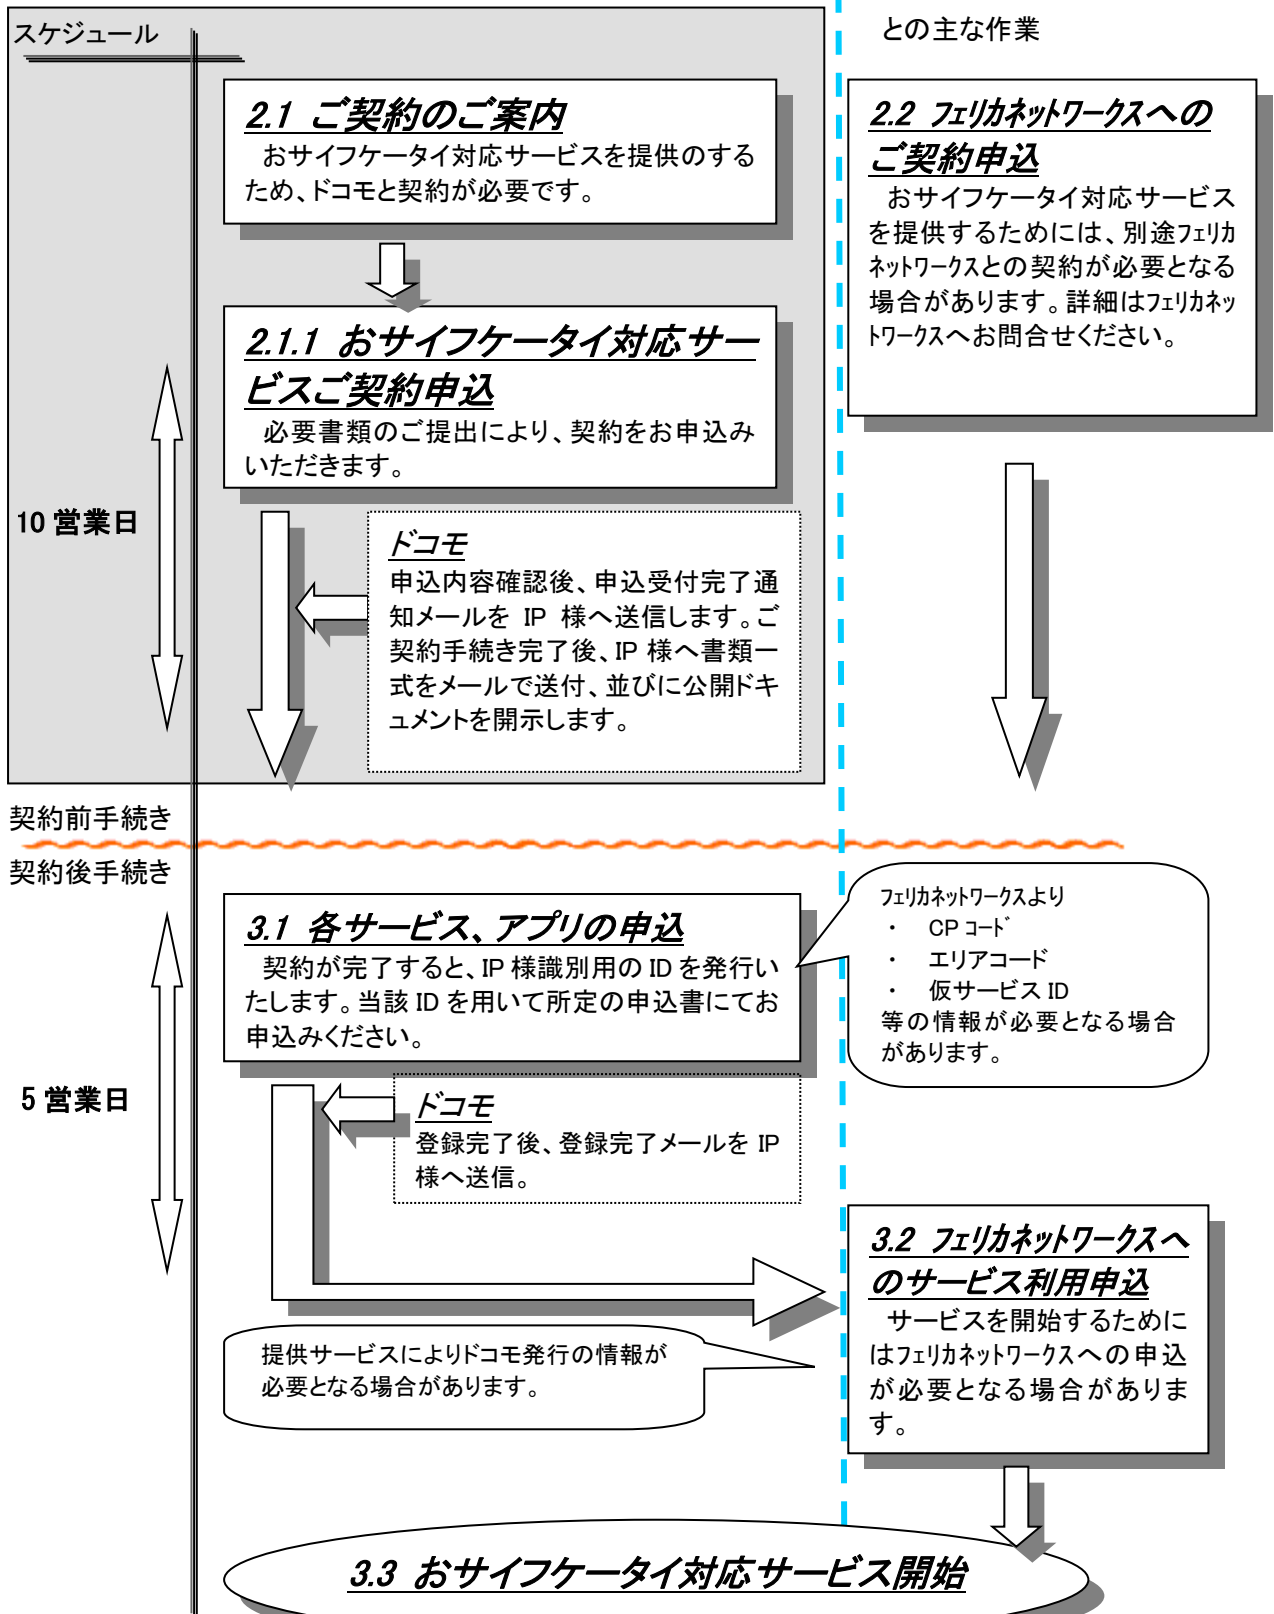 スケジュール
との主な作業
2.1 ご契約のご案内
おサイフケータイ対応サービスを提供のする
ため、ドコモと契約が必要です。
2.2 フェリカネットワークスへの
ご契約申込
おサイフケータイ対応サービス
を提供するためには、別途フェリカ
ネットワークスとの契約が必要となる
場合があります。詳細はフェリカネッ
トワークスへお問合せください。
2.1.1 おサイフケータイ対応サー
ビスご契約申込
必要書類のご提出により、契約をお申込み
いただきます。
10 営業日
ドコモ
申込内容確認後、申込受付完了通
知メールを IP 様へ送信します。ご
契約手続き完了後、IP 様へ書類一
式をメールで送付、並びに公開ドキ
ュメントを開示します。
契約前手続き
契約後手続き
3.1 各サービス、アプリの申込
契約が完了すると、IP 様識別用の ID を発行い
たします。当該 ID を用いて所定の申込書にてお
申込みください。
フェリカネットワークスより
・ CP コード
・ エリアコード
・ 仮サービス ID
等の情報が必要となる場合
があります。
5 営業日
ドコモ
登録完了後、登録完了メールを IP
様へ送信。
3.2 フェリカネットワークスへ
のサービス利用申込
サービスを開始するために
はフェリカネットワークスへの申込
が必要となる場合がありま
す。
提供サービスによりドコモ発行の情報が
必要となる場合があります。
3.3 おサイフケータイ対応サービス開始